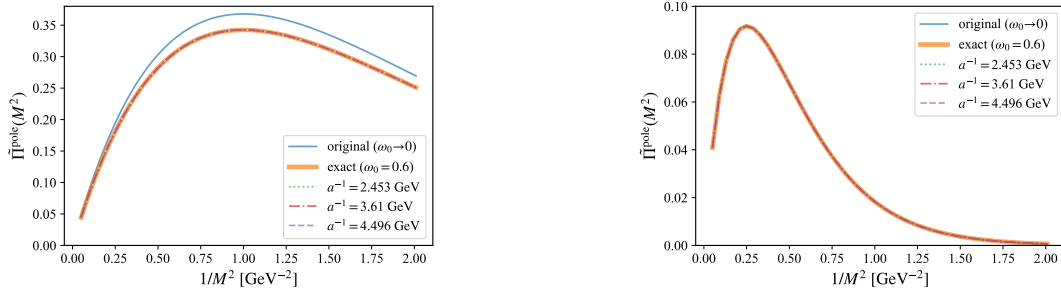 0.35
0.30
0.25
0.20
0.15
0.10
0.05
0.00
Π̃^pole(M²)
original (ω₀→0)
exact (ω₀ = 0.6)
a⁻¹ = 2.453 GeV
a⁻¹ = 3.61 GeV
a⁻¹ = 4.496 GeV
0.00 0.25 0.50 0.75 1.00 1.25 1.50 1.75 2.00
1/M² [GeV⁻²]
0.10
0.08
0.06
0.04
0.02
0.00
Π̃^pole(M²)
original (ω₀→0)
exact (ω₀ = 0.6)
a⁻¹ = 2.453 GeV
a⁻¹ = 3.61 GeV
a⁻¹ = 4.496 GeV
0.00 0.25 0.50 0.75 1.00 1.25 1.50 1.75 2.00
1/M² [GeV⁻²]